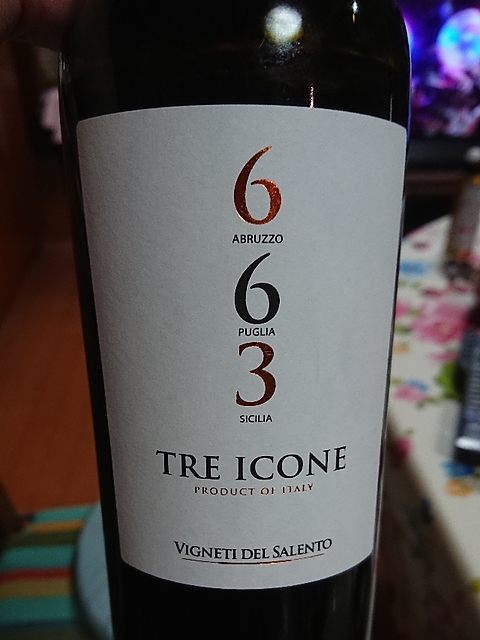 6
ABRUZZO
6
PUGLIA
3
SICILIA
TRE ICONE
PRODUCT OF ITALY
VIGNETI DEL SALENTO